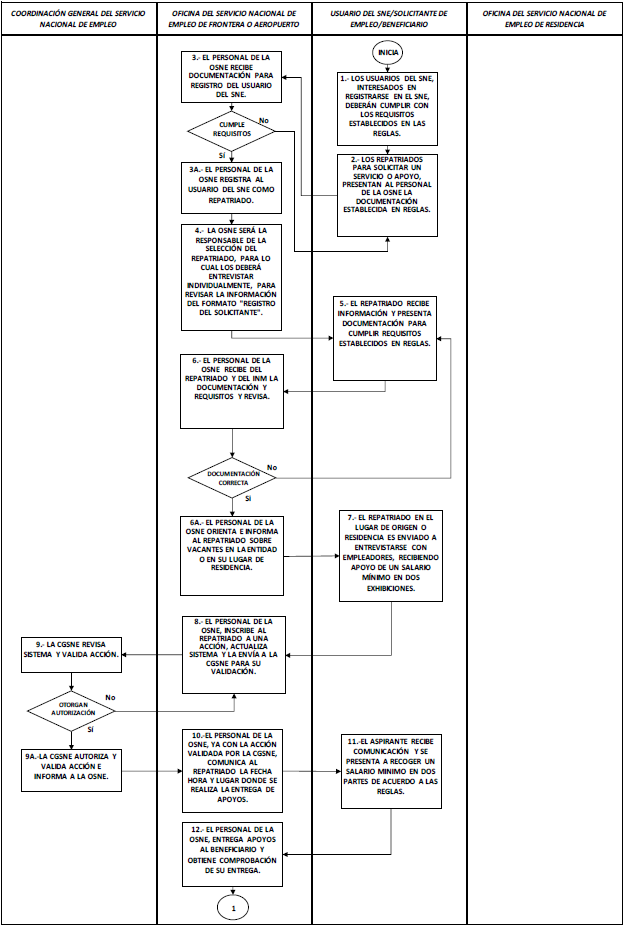 COORDINACIÓN GENERAL DEL SERVICIO
NACIONAL DE EMPLEO
OFICINA DEL SERVICIO NACIONAL DE
EMPLEO DE FRONTERA O AEROPUERTO
USUARIO DEL SNE/SOLICITANTE DE
EMPLEO/BENEFICIARIO
OFICINA DEL SERVICIO NACIONAL DE
EMPLEO DE RESIDENCIA
INICIA
1.- LOS USUARIOS DEL SNE,
INTERESADOS EN
REGISTRARSE EN EL SNE,
DEBERÁN CUMPLIR CON
LOS REQUISITOS
ESTABLECIDOS EN LAS
REGLAS.
2.- LOS REPATRIADOS
PARA SOLICITAR UN
SERVICIO O APOYO,
PRESENTAN AL PERSONAL
DE LA OSNE LA
DOCUMENTACIÓN
ESTABLECIDA EN REGLAS.
3.- EL PERSONAL DE LA
OSNE RECIBE
DOCUMENTACIÓN PARA
REGISTRO DEL USUARIO
DEL SNE.
CUMPLE
REQUISITOS
No
Sí
3A.- EL PERSONAL DE LA
OSNE REGISTRA AL
USUARIO DEL SNE COMO
REPATRIADO.
4.- LA OSNE SERÁ LA
RESPONSABLE DE LA
SELECCIÓN DEL
REPATRIADO, PARA LO
CUAL LOS DEBERÁ
ENTREVISTAR
INDIVIDUALMENTE, PARA
REVISAR LA INFORMACIÓN
DEL FORMATO "REGISTRO
DEL SOLICITANTE".
5.- EL REPATRIADO RECIBE
INFORMACIÓN Y PRESENTA
DOCUMENTACIÓN PARA
CUMPLIR REQUISITOS
ESTABLECIDOS EN REGLAS.
6.- EL PERSONAL DE LA
OSNE RECIBE DEL
REPATRIADO Y DEL INM LA
DOCUMENTACIÓN Y
REQUISITOS Y REVISA.
DOCUMENTACIÓN
CORRECTA
No
Sí
6A.- EL PERSONAL DE LA
OSNE ORIENTA E INFORMA
AL REPATRIADO SOBRE
VACANTES EN LA ENTIDAD
O EN SU LUGAR DE
RESIDENCIA.
7.- EL REPATRIADO EN EL
LUGAR DE ORIGEN O
RESIDENCIA ES ENVIADO A
ENTREVISTARSE CON
EMPLEADORES, RECIBIENDO
APOYO DE UN SALARIO
MÍNIMO EN DOS
EXHIBICIONES.
8.- EL PERSONAL DE LA
OSNE, INSCRIBE AL
REPATRIADO A UNA
ACCIÓN, ACTUALIZA
SISTEMA Y LA ENVÍA A LA
CGSNE PARA SU
VALIDACIÓN.
9.- LA CGSNE REVISA
SISTEMA Y VALIDA ACCIÓN.
OTORGAN
AUTORIZACIÓN
No
Sí
9A.-LA CGSNE AUTORIZA Y
VALIDA ACCIÓN E
INFORMA A LA OSNE.
10.-EL PERSONAL DE LA
OSNE, YA CON LA ACCIÓN
VALIDADA POR LA CGSNE,
COMUNICA AL
REPATRIADO LA FECHA
HORA Y LUGAR DONDE SE
REALIZA LA ENTREGA DE
APOYOS.
11.-EL ASPIRANTE RECIBE
COMUNICACIÓN Y SE
PRESENTA A RECOGER UN
SALARIO MINIMO EN DOS
PARTES DE ACUERDO A LAS
REGLAS.
12.- EL PERSONAL DE LA
OSNE, ENTREGA APOYOS
AL BENEFICIARIO Y
OBTIENE COMPROBACIÓN
DE SU ENTREGA.
1